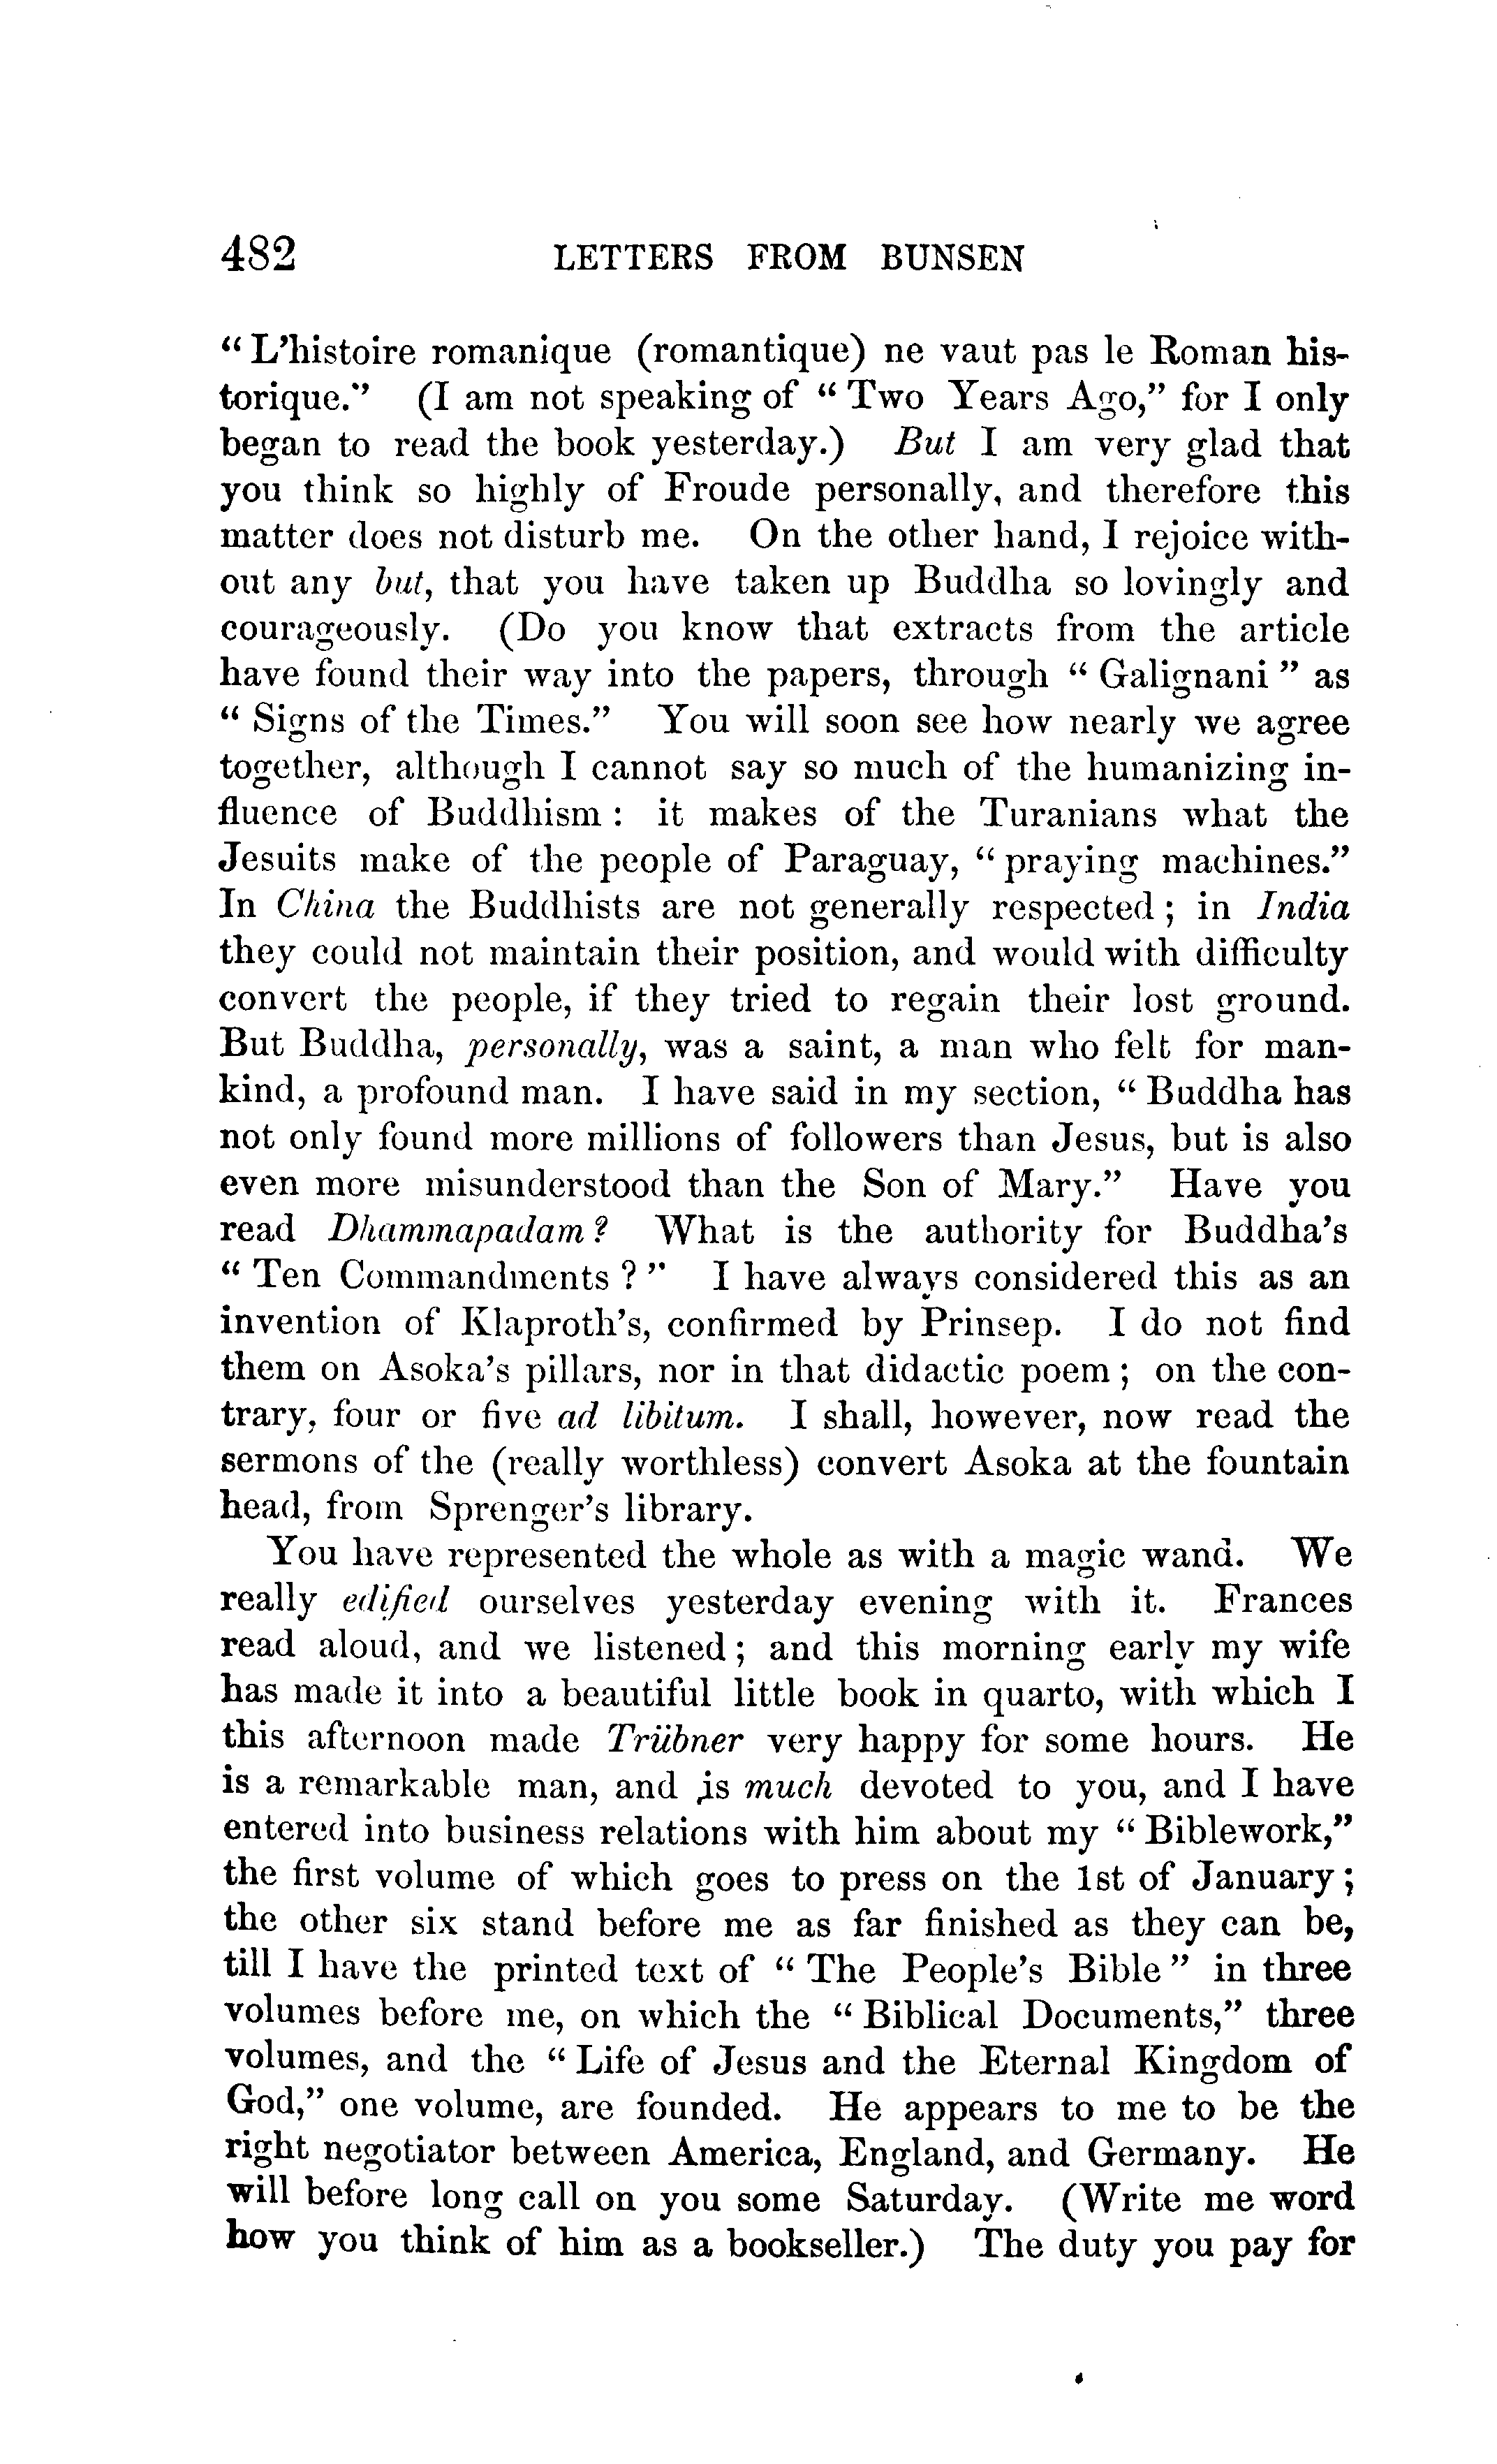 482 LETTERS FROM BUNSEN
“L’histoire romanique (romantique) ne vaut pas le Roman his-
torique.” (I am not speaking of “Two Years Ago,” for I only
began to read the book yesterday.) But I am very glad that
you think so highly of Froude personally, and therefore this
matter does not disturb me. On the other hand, I rejoice with-
out any but, that you have taken up Buddha so lovingly and
courageously. (Do you know that extracts from the article
have found their way into the papers, through “Galignani” as
“Signs of the Times.” You will soon see how nearly we agree
together, although I cannot say so much of the humanizing in-
fluence of Buddhism: it makes of the Turanians what the
Jesuits make of the people of Paraguay, “praying machines.”
In China the Buddhists are not generally respected; in India
they could not maintain their position, and would with difficulty
convert the people, if they tried to regain their lost ground.
But Buddha, personally, was a saint, a man who felt for man-
kind, a profound man. I have said in my section, “Buddha has
not only found more millions of followers than Jesus, but is also
even more misunderstood than the Son of Mary.” Have you
read Dhammapadam? What is the authority for Buddha’s
“Ten Commandments?” I have always considered this as an
invention of Klaproth’s, confirmed by Prinsep. I do not find
them on Asoka’s pillars, nor in that didactic poem; on the con-
trary, four or five ad libitum. I shall, however, now read the
sermons of the (really worthless) convert Asoka at the fountain
head, from Sprenger’s library.
You have represented the whole as with a magic wand. We
really edified ourselves yesterday evening with it. Frances
read aloud, and we listened; and this morning early my wife
has made it into a beautiful little book in quarto, with which I
this afternoon made Trübner very happy for some hours. He
is a remarkable man, and is much devoted to you, and I have
entered into business relations with him about my “Biblework,”
the first volume of which goes to press on the 1st of January;
the other six stand before me as far finished as they can be,
till I have the printed text of “The People’s Bible” in three
volumes before me, on which the “Biblical Documents,” three
volumes, and the “Life of Jesus and the Eternal Kingdom of
God,” one volume, are founded. He appears to me to be the
right negotiator between America, England, and Germany. He
will before long call on you some Saturday. (Write me word
how you think of him as a bookseller.) The duty you pay for